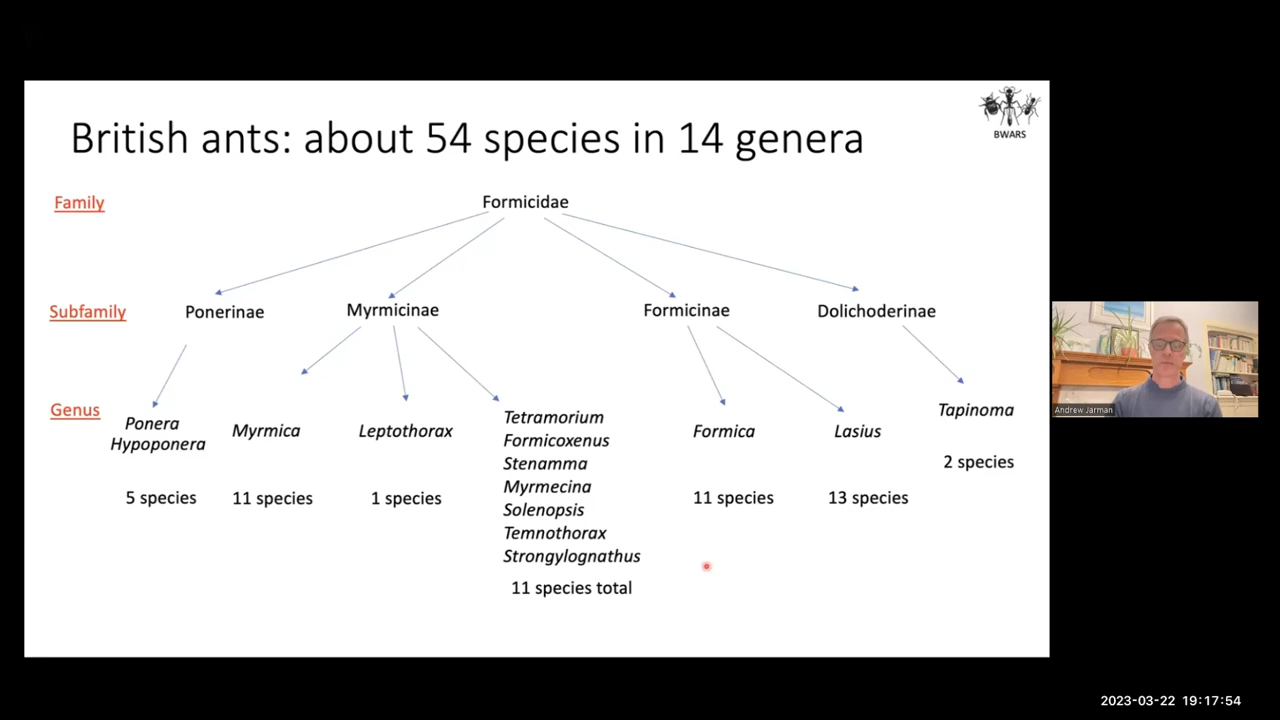 BWARS
British ants: about 54 species in 14 genera
Family
Formicidae
Subfamily
Ponerinae
Myrmicinae
Formicinae
Dolichoderinae
Genus
Ponera
Hypoponera
5 species
Myrmica
11 species
Leptothorax
1 species
Tetramorium
Formicoxenus
Stenamma
Myrmecina
Solenopsis
Temnothorax
Strongylognathus
11 species total
Formica
11 species
Lasius
13 species
Tapinoma
2 species
Andrew Jarman
2023-03-22 19:17:54